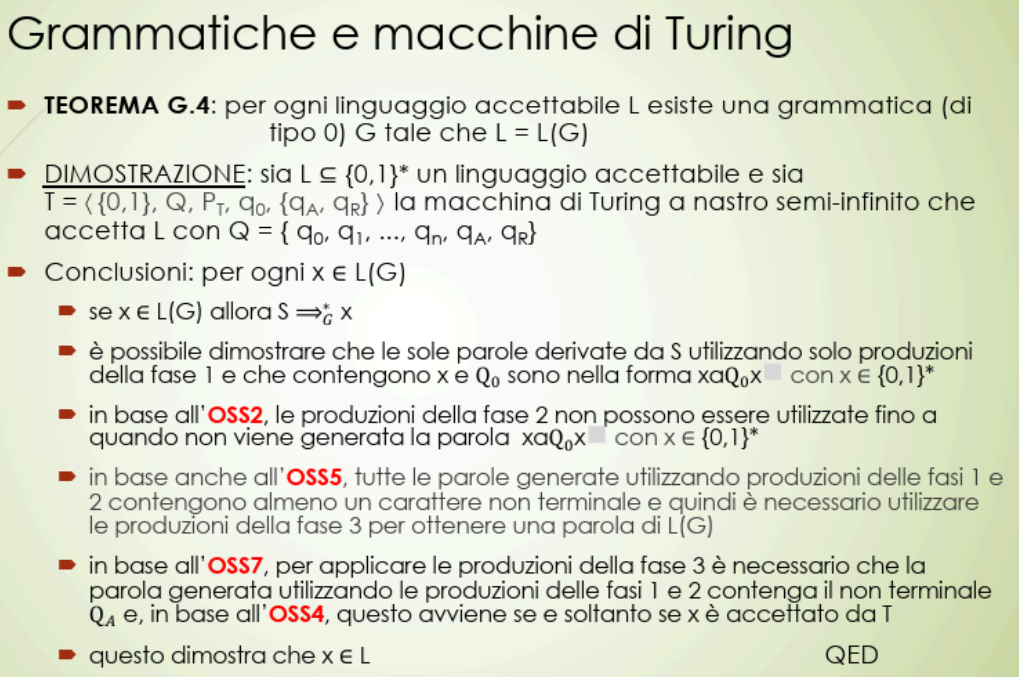 Grammatiche e macchine di Turing
TEOREMA G.4: per ogni linguaggio accettabile L esiste una grammatica (di
tipo 0) G tale che L = L(G)
DIMOSTRAZIONE: sia L ⊆ {0,1}* un linguaggio accettabile e sia
T = ⟨ {0,1}, Q, P_T, q₀, {q_A, q_R} ⟩ la macchina di Turing a nastro semi-infinito che
accetta L con Q = { q₀, q₁, ..., qₙ, q_A, q_R}
Conclusioni: per ogni x ∈ L(G)
se x ∈ L(G) allora S ⟹*_G x
è possibile dimostrare che le sole parole derivate da S utilizzando solo produzioni
della fase 1 e che contengono x e Q₀ sono nella forma xaQ₀x■ con x ∈ {0,1}*
in base all'OSS2, le produzioni della fase 2 non possono essere utilizzate fino a
quando non viene generata la parola xaQ₀x■ con x ∈ {0,1}*
in base anche all'OSS5, tutte le parole generate utilizzando produzioni delle fasi 1 e
2 contengono almeno un carattere non terminale e quindi è necessario utilizzare
le produzioni della fase 3 per ottenere una parola di L(G)
in base all'OSS7, per applicare le produzioni della fase 3 è necessario che la
parola generata utilizzando le produzioni delle fasi 1 e 2 contenga il non terminale
Q_A e, in base all'OSS4, questo avviene se e soltanto se x è accettato da T
questo dimostra che x ∈ L QED